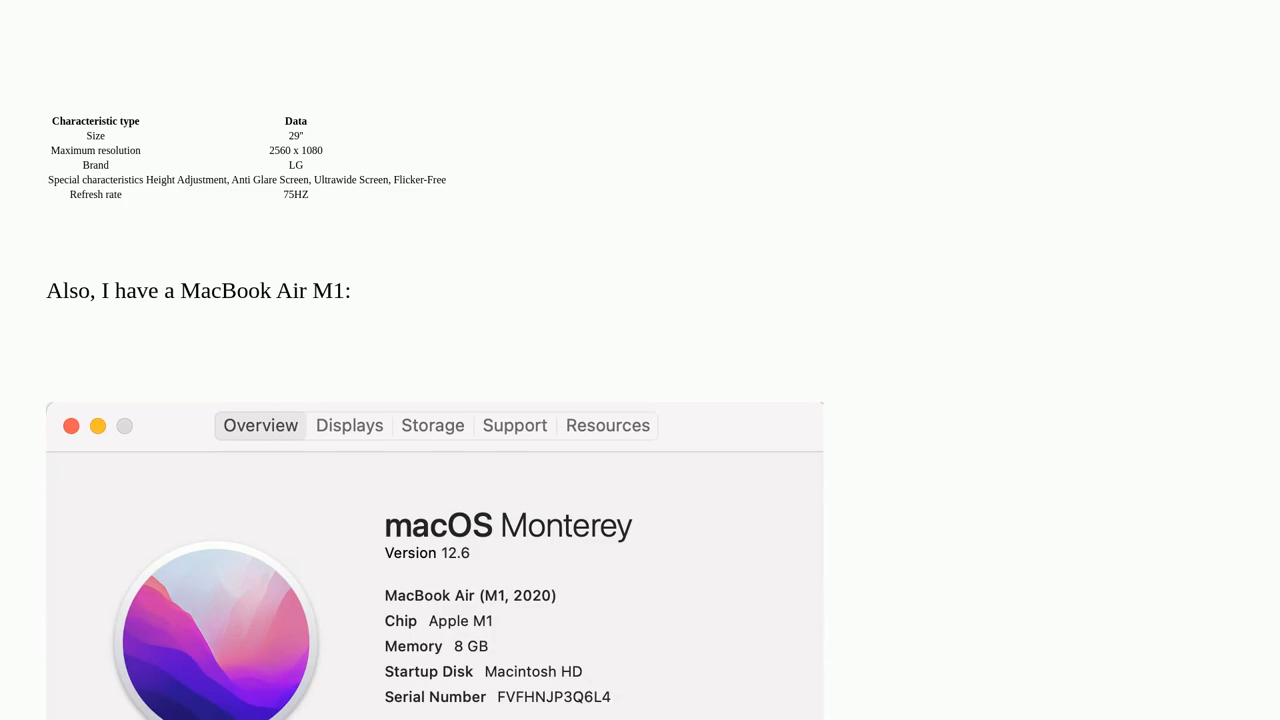 Characteristic type Data
Size 29"
Maximum resolution 2560 x 1080
Brand LG
Special characteristics Height Adjustment, Anti Glare Screen, Ultrawide Screen, Flicker-Free
Refresh rate 75HZ
Also, I have a MacBook Air M1:
Overview Displays Storage Support Resources
macOS Monterey
Version 12.6
MacBook Air (M1, 2020)
Chip Apple M1
Memory 8 GB
Startup Disk Macintosh HD
Serial Number FVFHNJP3Q6L4